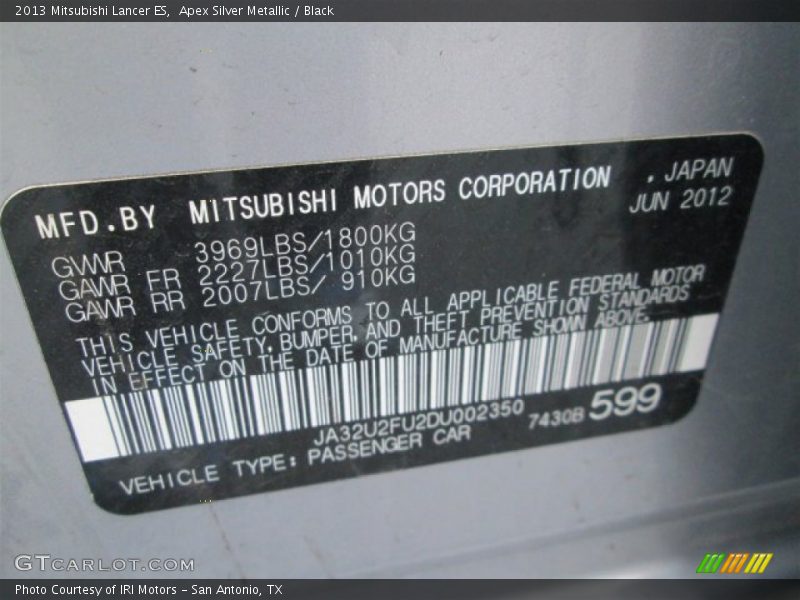 2013 Mitsubishi Lancer ES,  Apex Silver Metallic / Black
MFD.BY MITSUBISHI MOTORS CORPORATION , JAPAN
JUN 2012
GVWR 3969LBS/1800KG
GAWR FR 2227LBS/1010KG
GAWR RR 2007LBS/ 910KG
THIS VEHICLE CONFORMS TO ALL APPLICABLE FEDERAL MOTOR
VEHICLE SAFETY, BUMPER, AND THEFT PREVENTION STANDARDS
IN EFFECT ON THE DATE OF MANUFACTURE SHOWN ABOVE.
JA32U2FU2DU002350 7430B 599
VEHICLE TYPE: PASSENGER CAR
GTCARLOT.COM
Photo Courtesy of IRI Motors – San Antonio, TX